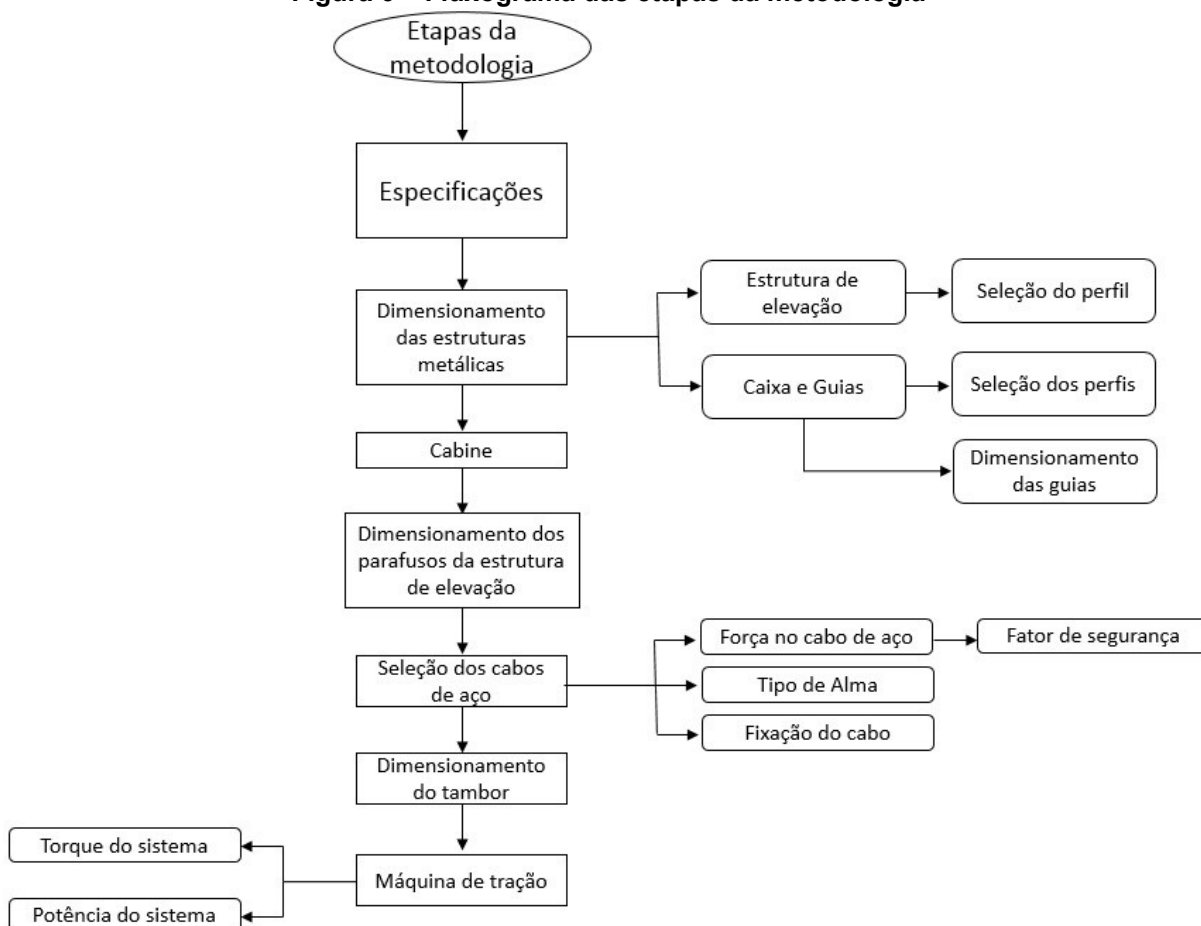 Etapas da
metodologia
Especificações
Dimensionamento
das estruturas
metálicas
Estrutura de
elevação
Seleção do perfil
Caixa e Guias
Seleção dos perfis
Dimensionamento
das guias
Cabine
Dimensionamento dos
parafusos da estrutura
de elevação
Seleção dos cabos
de aço
Força no cabo de aço
Fator de segurança
Tipo de Alma
Fixação do cabo
Dimensionamento
do tambor
Máquina de tração
Torque do sistema
Potência do sistema